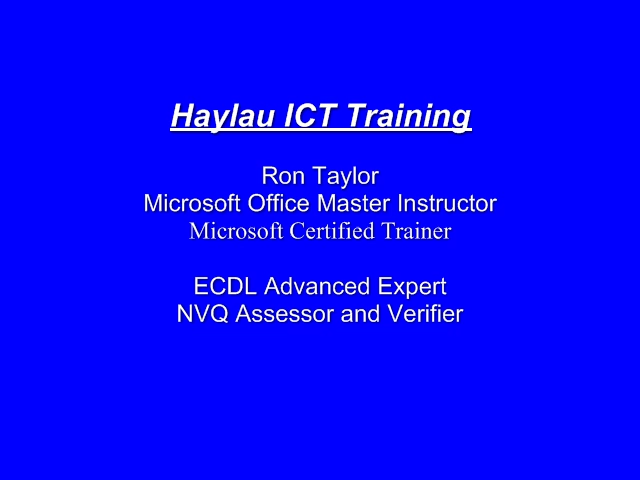 Haylau ICT Training
Ron Taylor
Microsoft Office Master Instructor
Microsoft Certified Trainer
ECDL Advanced Expert
NVQ Assessor and Verifier